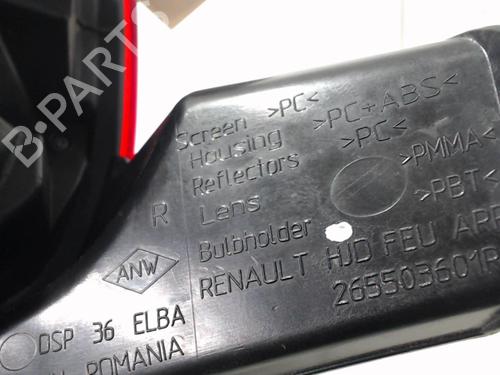 B-PARTS
Screen >PC<
Housing >PC+ABS<
Reflectors >PC<
Lens >PMMA<
Bulbholder >PBT<
R
ANW
RENAULT HJD FEU ARR
265503601R
DSP 36 ELBA
ROMANIA